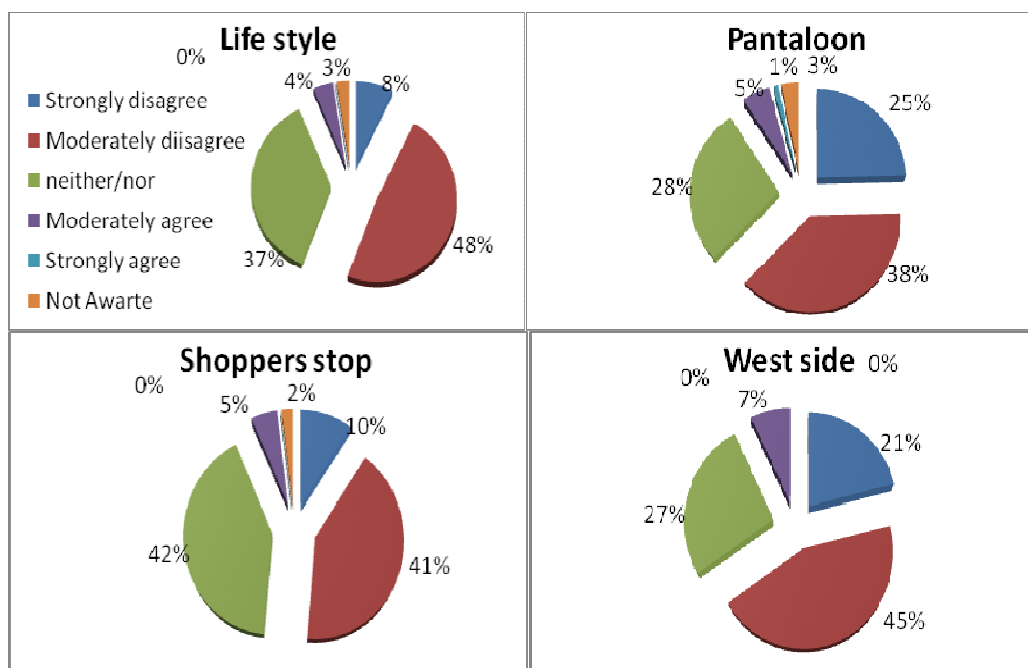 Life style
0%
4%
3%
8%
48%
37%
Strongly disagree
Moderately diisagree
neither/nor
Moderately agree
Strongly agree
Not Awarte
Pantaloon
5%
1%
3%
25%
28%
38%
Shoppers stop
0%
5%
2%
10%
42%
41%
West side
0%
0%
7%
21%
27%
45%